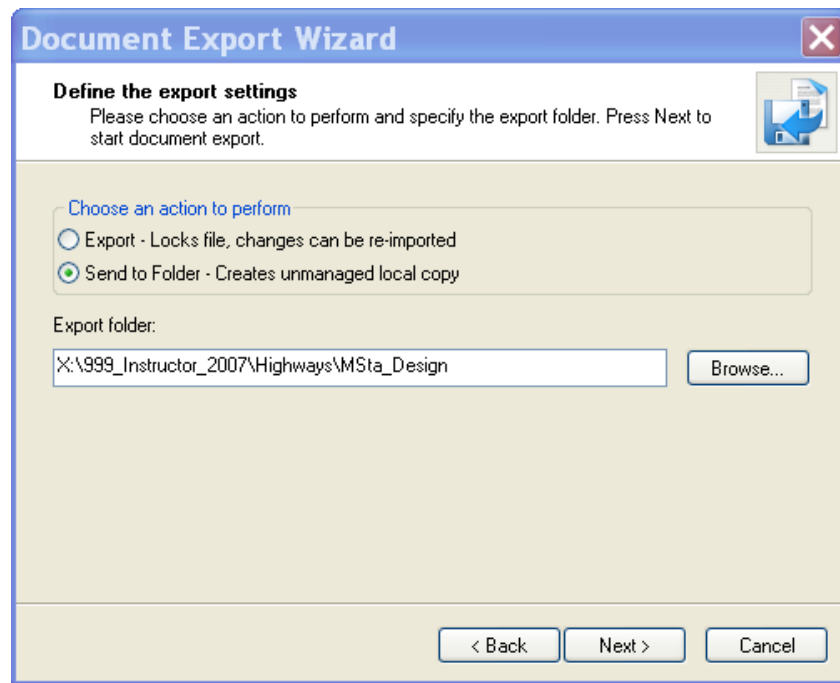 Document Export Wizard
Define the export settings
Please choose an action to perform and specify the export folder. Press Next to
start document export.
Choose an action to perform
Export - Locks file, changes can be re-imported
Send to Folder - Creates unmanaged local copy
Export folder:
X:\999_Instructor_2007\Highways\MSta_Design
Browse...
< Back
Next >
Cancel